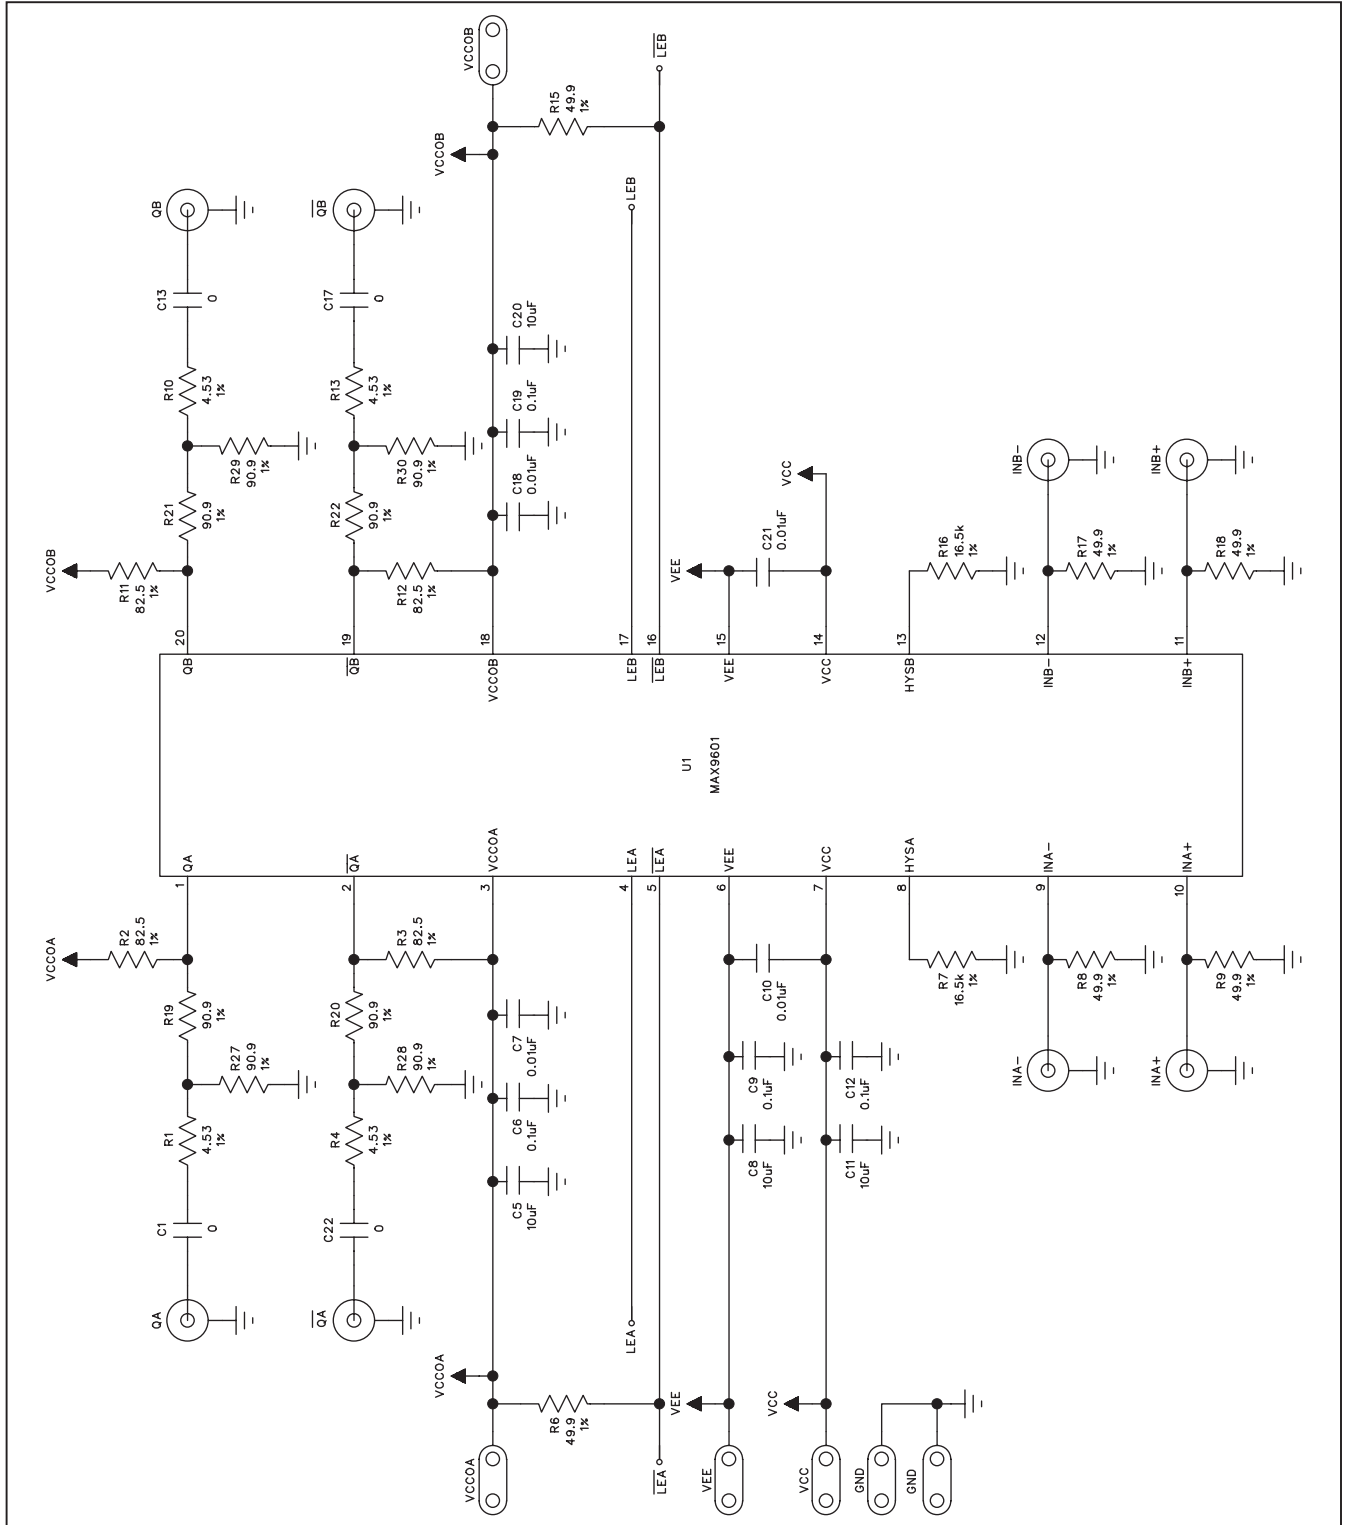 VCCOB
LEB
R15
49.9
1%
VCCOB
LEB
QB
QB
C13
0
C17
0
C20
10uF
C19
0.1uF
C18
0.01uF
R10
4.53
1%
R13
4.53
1%
R29
90.9
1%
R30
90.9
1%
R21
90.9
1%
R22
90.9
1%
VCCOB
R11
82.5
1%
R12
82.5
1%
VEE
C21
0.01uF
VCC
INB-
INB+
R16
16.5k
1%
R17
49.9
1%
R18
49.9
1%
20
19
18
17
16
15
14
13
12
11
QB
QB
VCCOB
LEB
LEB
VEE
VCC
HYSB
INB-
INB+
U1
MAX9601
QA
QA
VCCOA
LEA
LEA
VEE
VCC
HYSA
INA-
INA+
1
2
3
4
5
6
7
8
9
10
VCCOA
R2
82.5
1%
R3
82.5
1%
R19
90.9
1%
R20
90.9
1%
R27
90.9
1%
R28
90.9
1%
R1
4.53
1%
R4
4.53
1%
C7
0.01uF
C6
0.1uF
C5
10uF
C10
0.01uF
C9
0.1uF
C8
10uF
C12
0.1uF
C11
10uF
R7
16.5k
1%
R8
49.9
1%
R9
49.9
1%
INA-
INA+
C1
0
C22
0
QA
QA
LEA
VCCOA
R6
49.9
1%
VEE
VCC
VCCOA
LEA
VEE
VCC
GND
GND